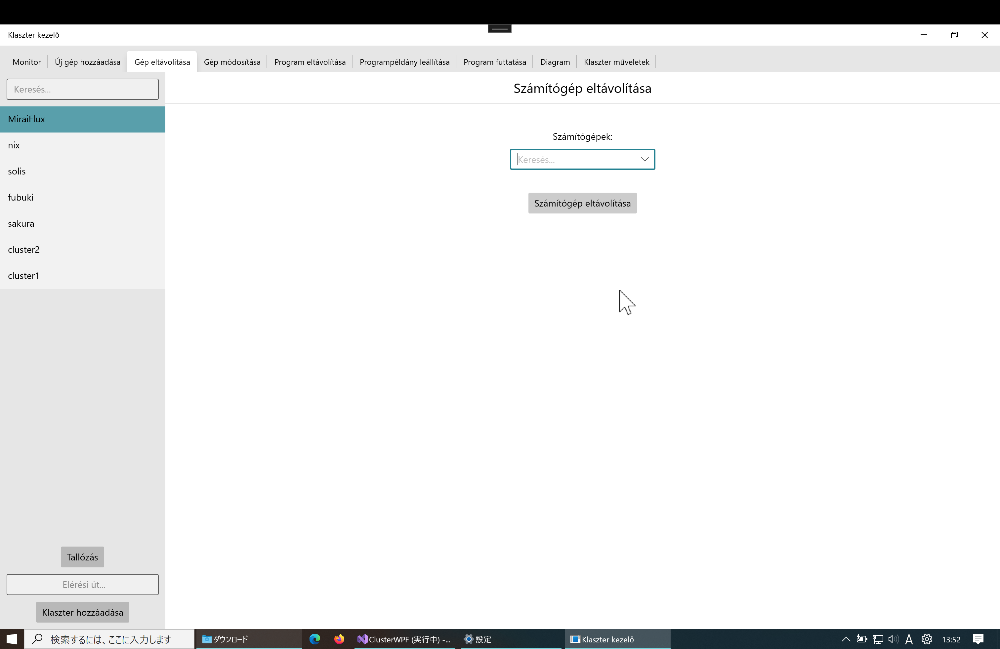 Klaszter kezelő
Monitor
Új gép hozzáadása
Gép eltávolítása
Gép módosítása
Program eltávolítása
Programpéldány leállítása
Program futtatása
Diagram
Klaszter műveletek
Keresés...
MiraiFlux
nix
solis
fubuki
sakura
cluster2
cluster1
Tallózás
Elérési út...
Klaszter hozzáadása
Számítógép eltávolítása
Számítógépek:
Keresés...
Számítógép eltávolítása
検索するには、ここに入力します
ダウンロード
ClusterWPF (実行中) -...
設定
Klaszter kezelő
A
13:52